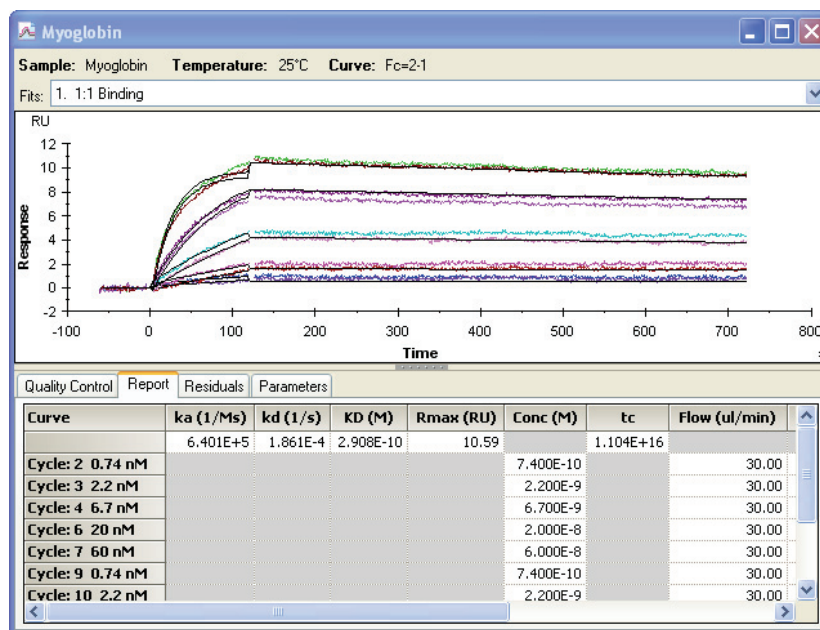 Myoglobin
Sample: Myoglobin Temperature: 25°C Curve: Fc=2-1
Fits: 1. 1:1 Binding
RU
12
10
8
6
4
2
0
-2
Response
-100 0 100 200 300 400 500 600 700 800
Time
Quality Control Report Residuals Parameters
Curve ka (1/Ms) kd (1/s) KD (M) Rmax (RU) Conc (M) tc Flow (ul/min)
6.401E+5 1.861E-4 2.908E-10 10.59 1.104E+16
Cycle: 2 0.74 nM 7.400E-10 30.00
Cycle: 3 2.2 nM 2.200E-9 30.00
Cycle: 4 6.7 nM 6.700E-9 30.00
Cycle: 6 20 nM 2.000E-8 30.00
Cycle: 7 60 nM 6.000E-8 30.00
Cycle: 9 0.74 nM 7.400E-10 30.00
Cycle: 10 2.2 nM 2.200E-9 30.00